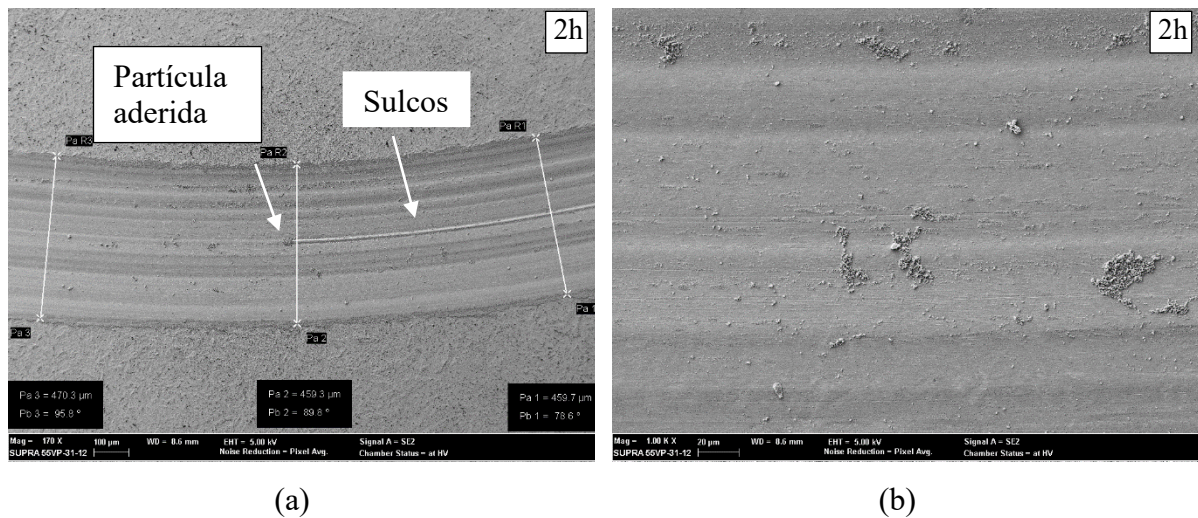 2h
Partícula
aderida
Sulcos
Pa R3
Pa R2
Pa R1
Pa 3
Pa 2
Pa 1
Pa 3 = 470.3 µm
Pb 3 = 95.8 °
Pa 2 = 459.3 µm
Pb 2 = 89.8 °
Pa 1 = 459.7 µm
Pb 1 = 78.6 °
Mag = 170 X
100 µm
WD = 8.6 mm
EHT = 5.00 kV
Signal A = SE2
SUPRA 55VP-31-12
Noise Reduction = Pixel Avg.
Chamber Status = at HV
(a)
2h
Mag = 1.00 K X
20 µm
WD = 8.6 mm
EHT = 5.00 kV
Signal A = SE2
SUPRA 55VP-31-12
Noise Reduction = Pixel Avg.
Chamber Status = at HV
(b)